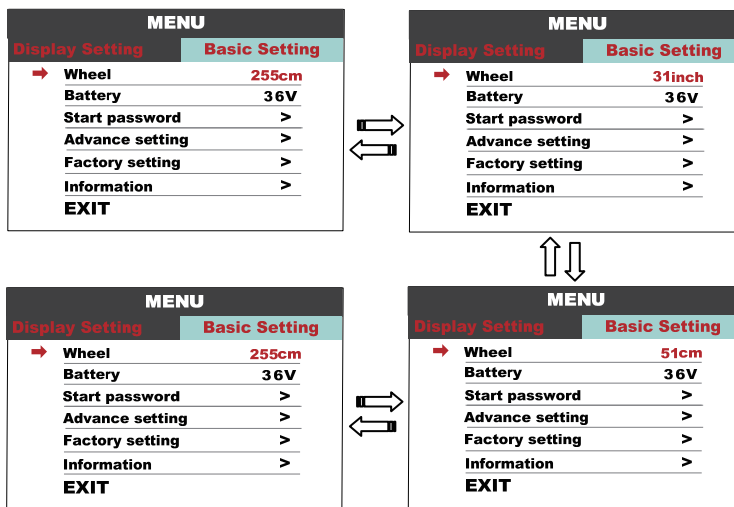 MENU
Display Setting Basic Setting
Wheel 255cm
Battery 36V
Start password >
Advance setting >
Factory setting >
Information >
EXIT
MENU
Display Setting Basic Setting
Wheel 31inch
Battery 36V
Start password >
Advance setting >
Factory setting >
Information >
EXIT
MENU
Display Setting Basic Setting
Wheel 255cm
Battery 36V
Start password >
Advance setting >
Factory setting >
Information >
EXIT
MENU
Display Setting Basic Setting
Wheel 51cm
Battery 36V
Start password >
Advance setting >
Factory setting >
Information >
EXIT